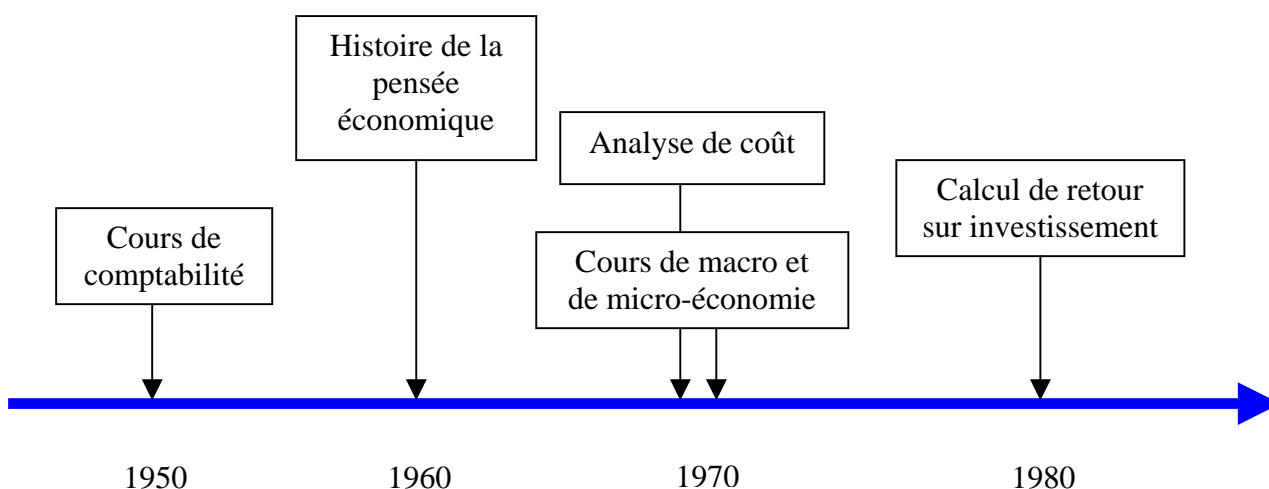 Histoire de la
pensée
économique
Analyse de coût
Calcul de retour
sur investissement
Cours de
comptabilité
Cours de macro et
de micro-économie
1950
1960
1970
1980